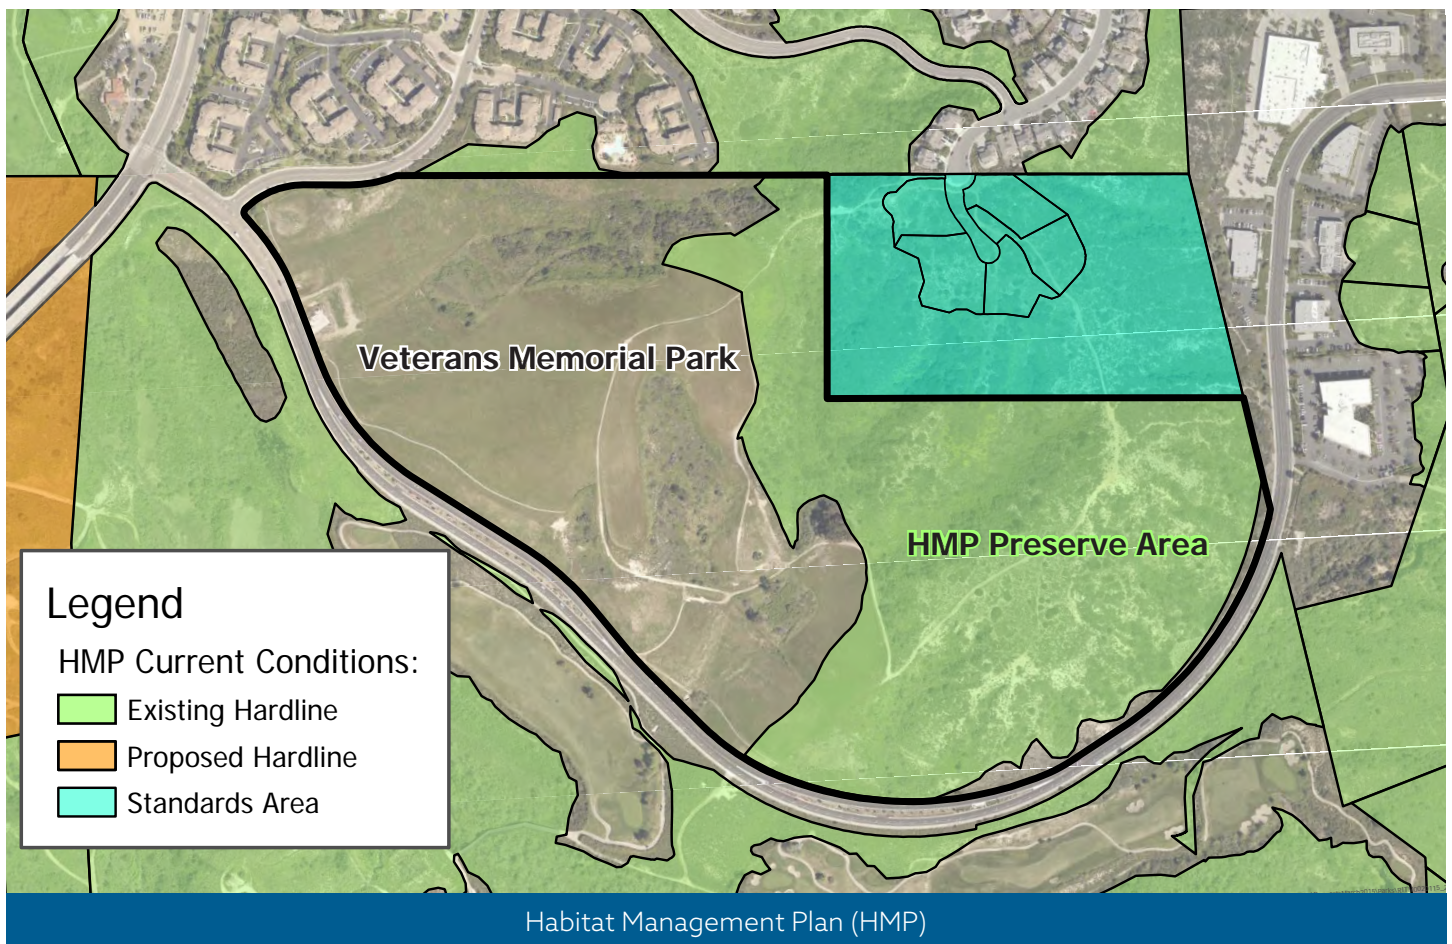 Veterans Memorial Park
HMP Preserve Area
Legend
HMP Current Conditions:
Existing Hardline
Proposed Hardline
Standards Area
Habitat Management Plan (HMP)